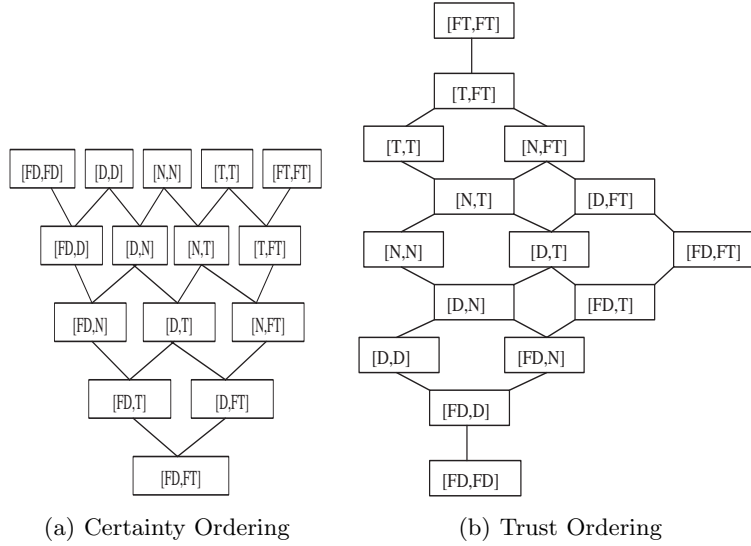 [FD,FD] [D,D] [N,N] [T,T] [FT,FT]
[FD,D] [D,N] [N,T] [T,FT]
[FD,N] [D,T] [N,FT]
[FD,T] [D,FT]
[FD,FT]
(a) Certainty Ordering
[FT,FT]
[T,FT]
[T,T] [N,FT]
[N,T] [D,FT]
[N,N] [D,T] [FD,FT]
[D,N] [FD,T]
[D,D] [FD,N]
[FD,D]
[FD,FD]
(b) Trust Ordering